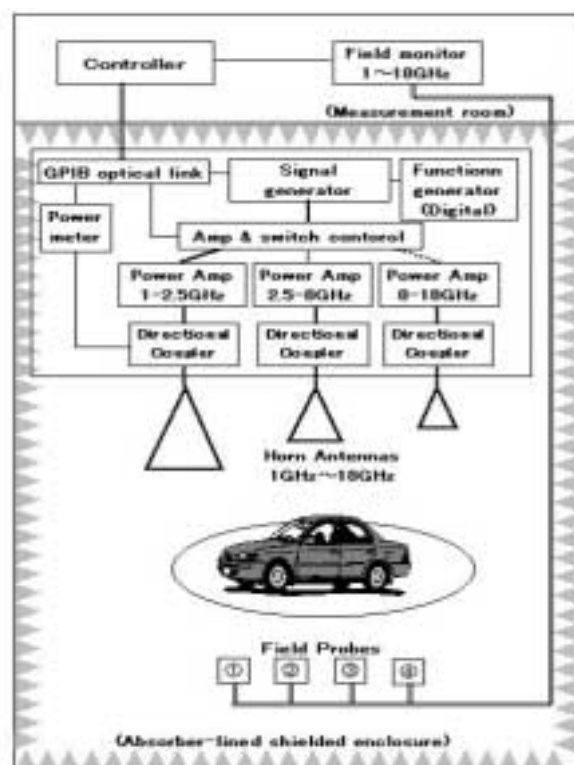 Controller
Field monitor
1~18GHz
(Measurement room)
GPIB optical link
Signal
generator
Functionn
generator
(Digital)
Power
meter
Amp & switch contorol
Power Amp
1-2.5GHz
Power Amp
2.5-8GHz
Power Amp
8-18GHz
Directional
Coupler
Directional
Coupler
Directional
Coupler
Horn Antennas
1GHz~18GHz
Field Probes
① ② ③ ④
(Absorber-lined shielded enclosure)